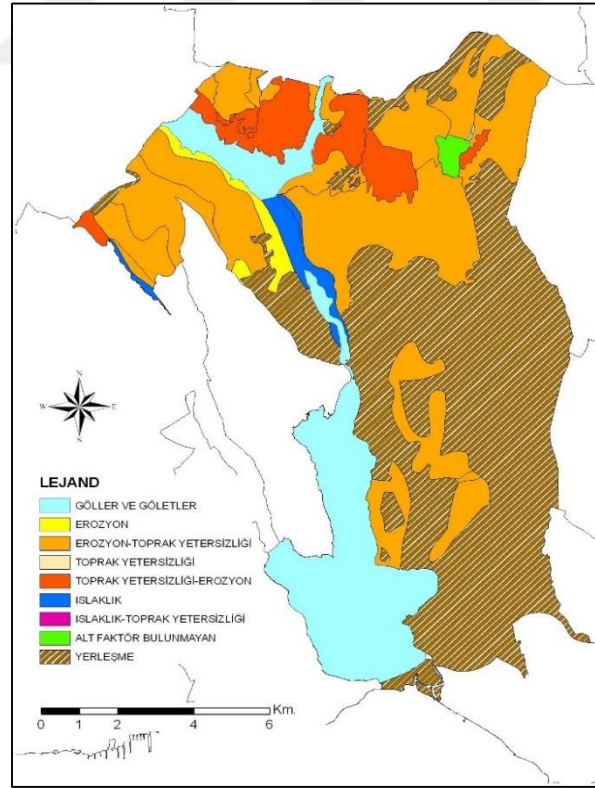 N
W E
S
LEJAND
GÖLLER VE GÖLETLER
EROZYON
EROZYON-TOPRAK YETERSİZLİĞİ
TOPRAK YETERSİZLİĞİ
TOPRAK YETERSİZLİĞİ-EROZYON
ISLAKLIK
ISLAKLIK-TOPRAK YETERSİZLİĞİ
ALT FAKTÖR BULUNMAYAN
YERLEŞME
Km.
0 1 2 4 6